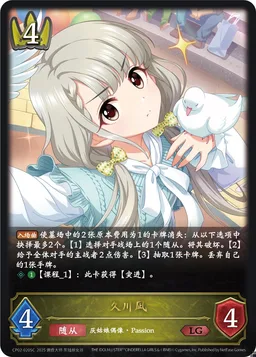 4
入场曲 使墓场中的2张原本费用为1的卡牌消失：从以下选项中
抉择最多2个。【1】选择对手战场上的1个随从。将其破坏。【2】
给予全体对手的主战者2点伤害。【3】抽取1张卡牌。丢弃自己
的1张手牌。
【课程_1】：此卡获得【突进】。
久川凪
4
随从
灰姑娘偶像・Passion
LG
4